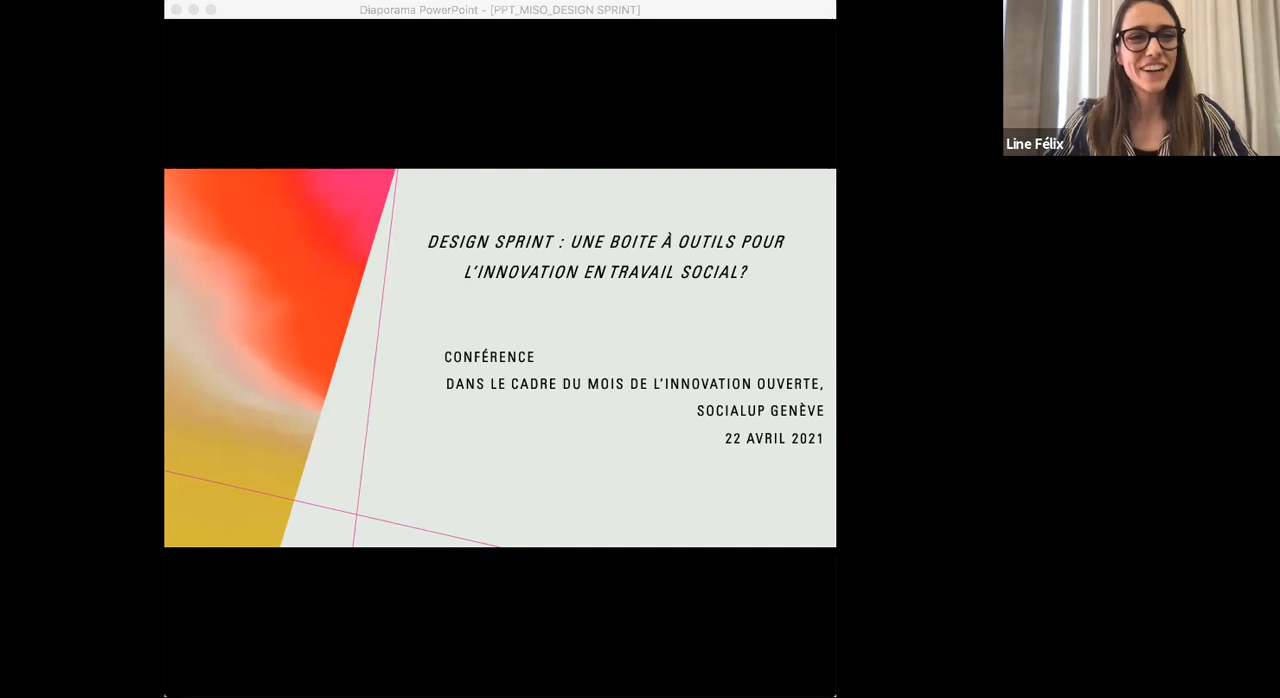 Diaporama PowerPoint - [PPT_MISO_DESIGN SPRINT]
Line Félix
DESIGN SPRINT : UNE BOITE À OUTILS POUR
L'INNOVATION EN TRAVAIL SOCIAL?
CONFÉRENCE
DANS LE CADRE DU MOIS DE L'INNOVATION OUVERTE,
SOCIALUP GENÈVE
22 AVRIL 2021